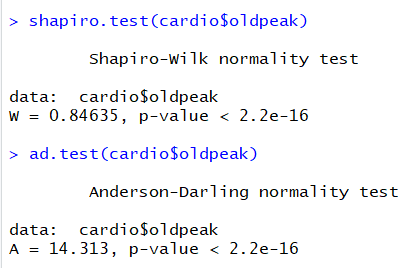 > shapiro.test(cardio$oldpeak)
Shapiro-Wilk normality test
data:  cardio$oldpeak
W = 0.84635, p-value < 2.2e-16
> ad.test(cardio$oldpeak)
Anderson-Darling normality test
data:  cardio$oldpeak
A = 14.313, p-value < 2.2e-16